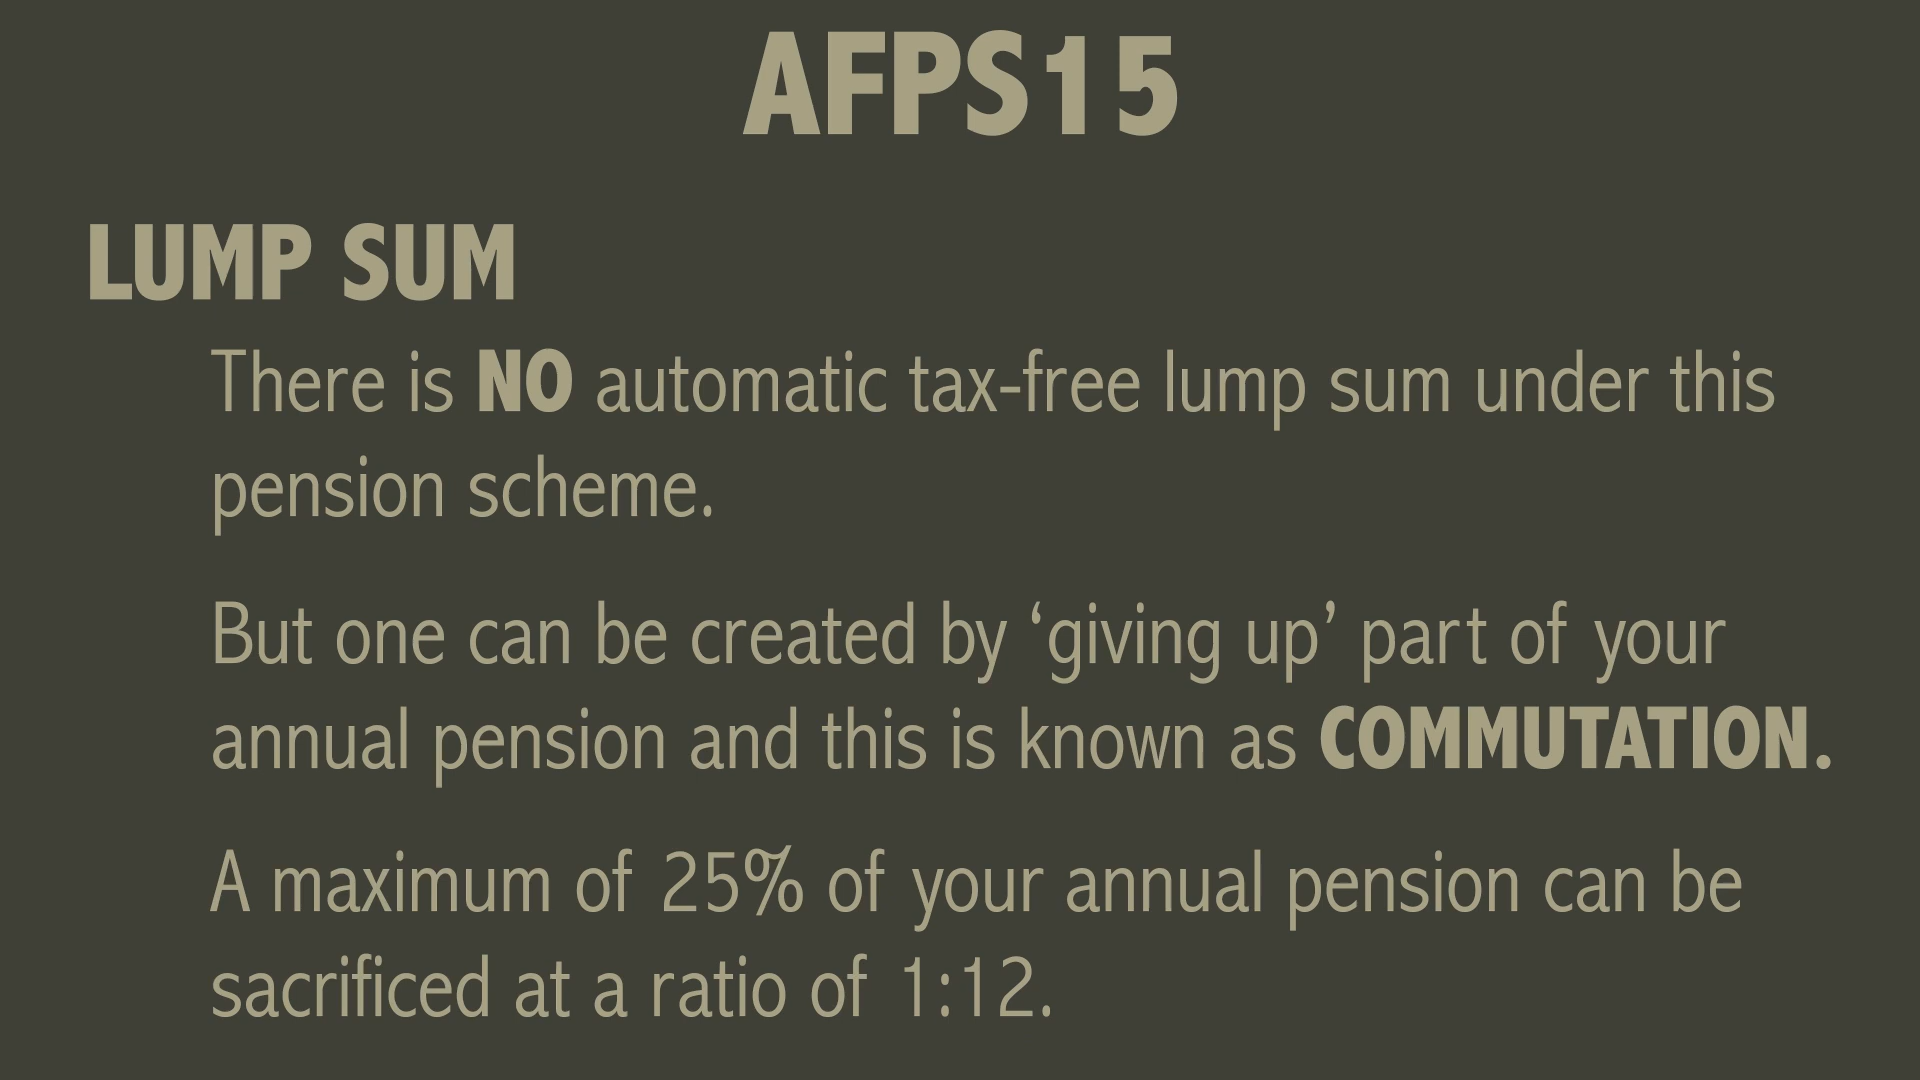 AFPS15
LUMP SUM
There is NO automatic tax-free lump sum under this
pension scheme.
But one can be created by ‘giving up’ part of your
annual pension and this is known as COMMUTATION.
A maximum of 25% of your annual pension can be
sacrificed at a ratio of 1:12.